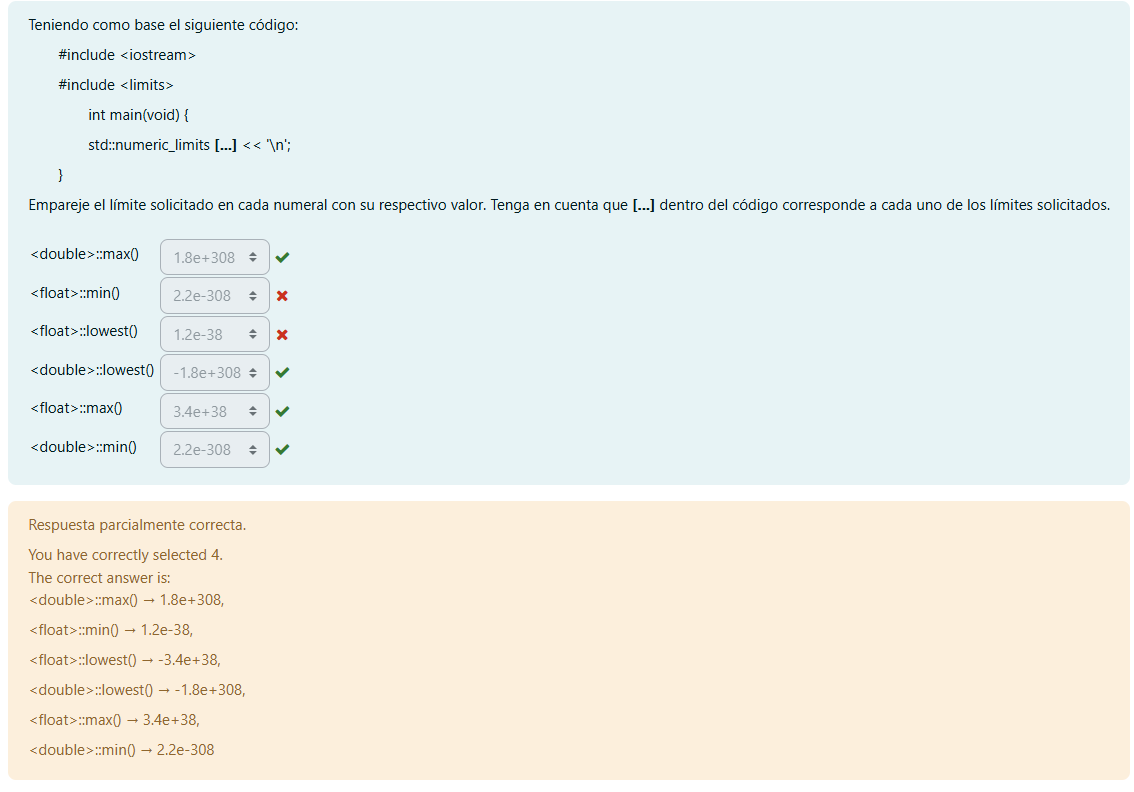 Teniendo como base el siguiente código:
#include <iostream>
#include <limits>
int main(void) {
std::numeric_limits [...] << '\n';
}
Empareje el límite solicitado en cada numeral con su respectivo valor. Tenga en cuenta que [...] dentro del código corresponde a cada uno de los límites solicitados.
<double>::max() 1.8e+308
<float>::min() 2.2e-308
<float>::lowest() 1.2e-38
<double>::lowest() -1.8e+308
<float>::max() 3.4e+38
<double>::min() 2.2e-308
Respuesta parcialmente correcta.
You have correctly selected 4.
The correct answer is:
<double>::max() → 1.8e+308,
<float>::min() → 1.2e-38,
<float>::lowest() → -3.4e+38,
<double>::lowest() → -1.8e+308,
<float>::max() → 3.4e+38,
<double>::min() → 2.2e-308